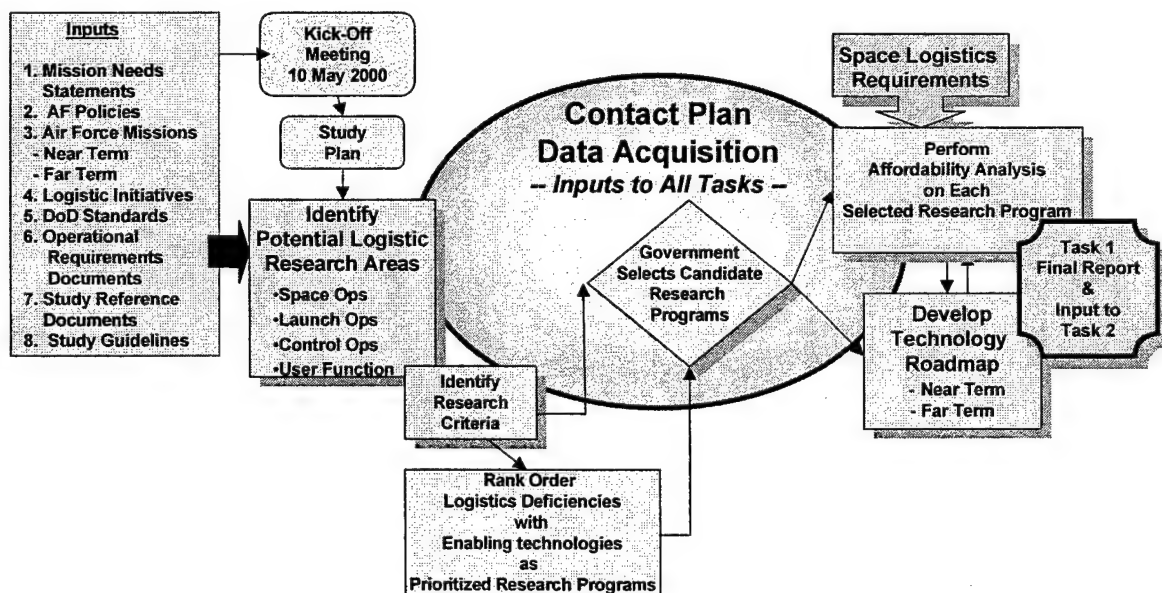 Inputs
1. Mission Needs
Statements
2. AF Policies
3. Air Force Missions
- Near Term
- Far Term
4. Logistic Initiatives
5. DoD Standards
6. Operational
Requirements
Documents
7. Study Reference
Documents
8. Study Guidelines
Kick-Off
Meeting
10 May 2000
Study
Plan
Identify
Potential Logistic
Research Areas
•Space Ops
•Launch Ops
•Control Ops
•User Function
Identify
Research
Criteria
Rank Order
Logistics Deficiencies
with
Enabling technologies
as
Prioritized Research Programs
Contact Plan
Data Acquisition
-- Inputs to All Tasks --
Government
Selects Candidate
Research
Programs
Space Logistics
Requirements
Perform
Affordability Analysis
on Each
Selected Research Program
Develop
Technology
Roadmap
- Near Term
- Far Term
Task 1
Final Report
&
Input to
Task 2